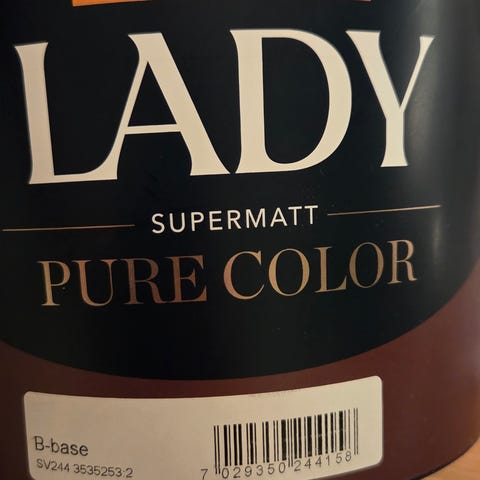 LADY
SUPERMATT
PURE COLOR
B-base
SV244 3535253:2
7 029350 244158